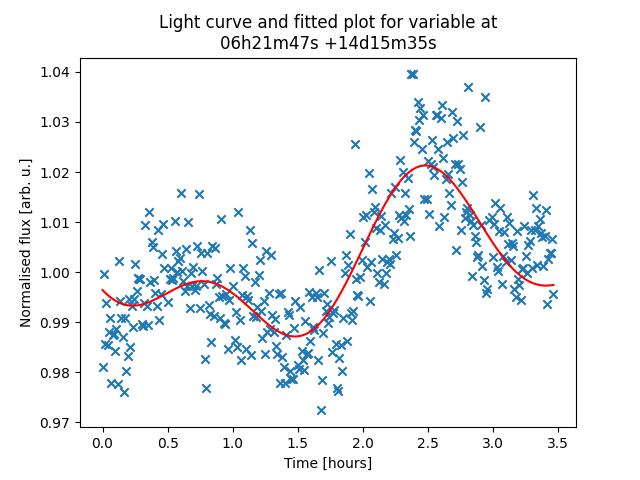 Light curve and fitted plot for variable at
06h21m47s +14d15m35s
1.04
1.03
1.02
1.01
1.00
0.99
0.98
0.97
Normalised flux [arb. u.]
0.0 0.5 1.0 1.5 2.0 2.5 3.0 3.5
Time [hours]